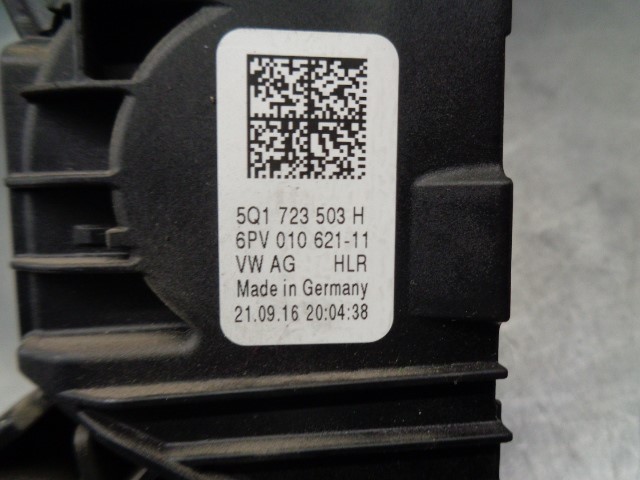 5Q1 723 503 H
6PV 010 621-11
VW AG HLR
Made in Germany
21.09.16 20:04:38